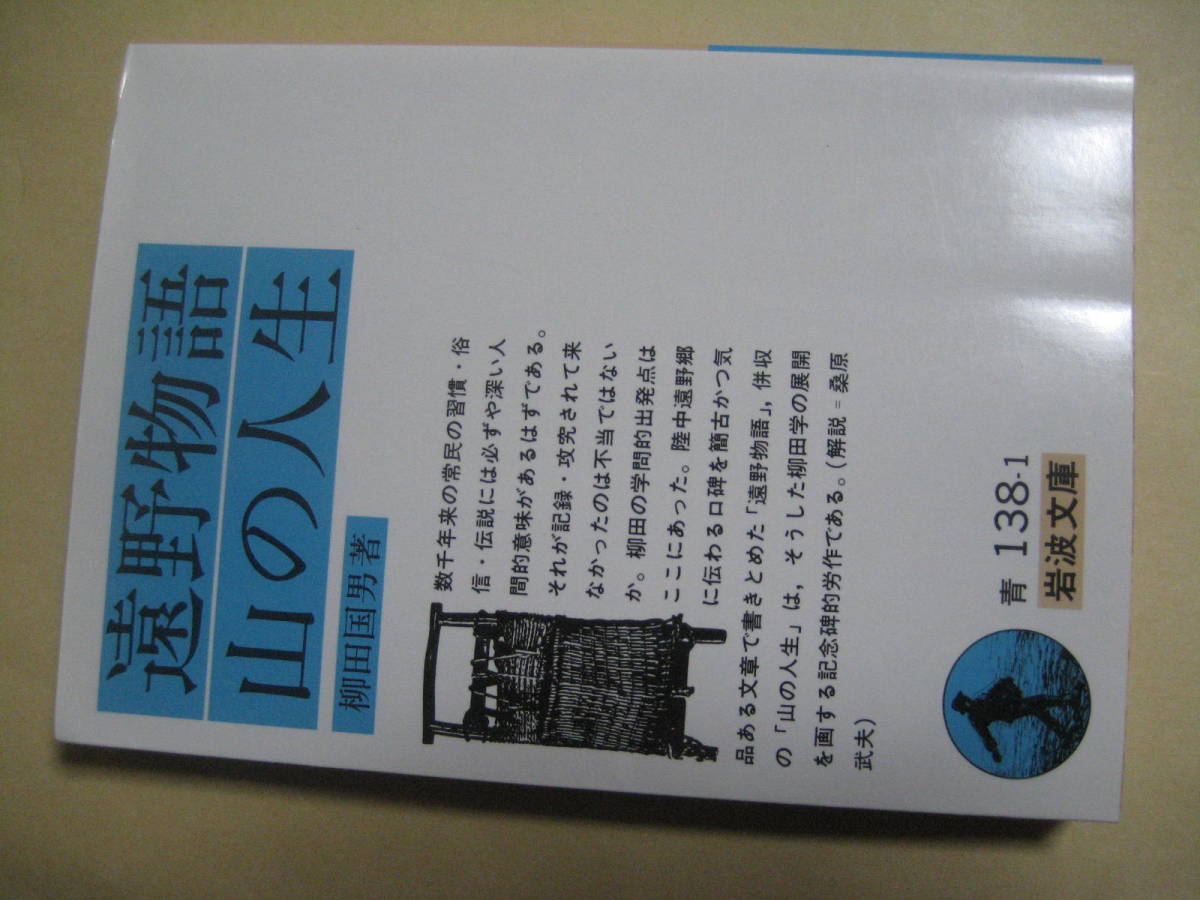 遠野物語
山の人生
柳田国男著
数千年来の常民の習慣・俗
信・伝説には必ずや深い人
間的意味があるはずである。
それが記録・攻究されて来
なかったのは不当ではない
か。柳田の学問的出発点は
ここにあった。陸中遠野郷
に伝わる口碑を簡古かつ気
品ある文章で書きとめた「遠野物語」，併収
の「山の人生」は，そうした柳田学の展開
を画する記念碑的労作である。（解説＝桑原
武夫）
青 138-1
岩波文庫